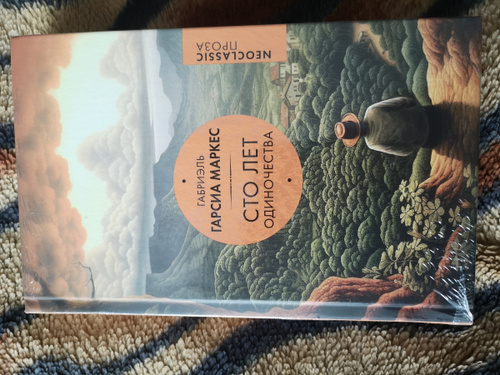 NEOCLASSIC
ПРОЗА
ГАБРИЭЛЬ
ГАРСИА МАРКЕС
СТО ЛЕТ
ОДИНОЧЕСТВА